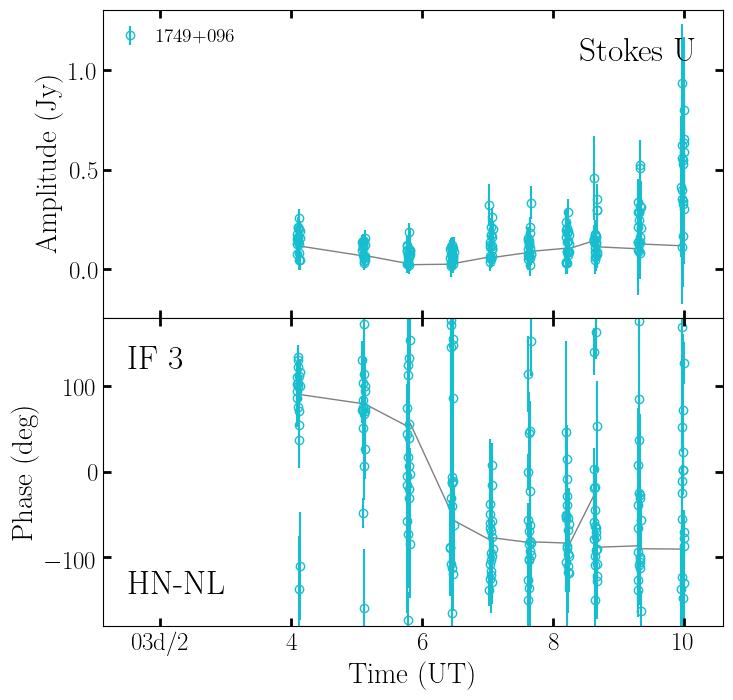 1749+096
Stokes U
Amplitude (Jy)
1.0
0.5
0.0
IF 3
HN-NL
Phase (deg)
100
0
−100
03d/2
4
6
8
10
Time (UT)